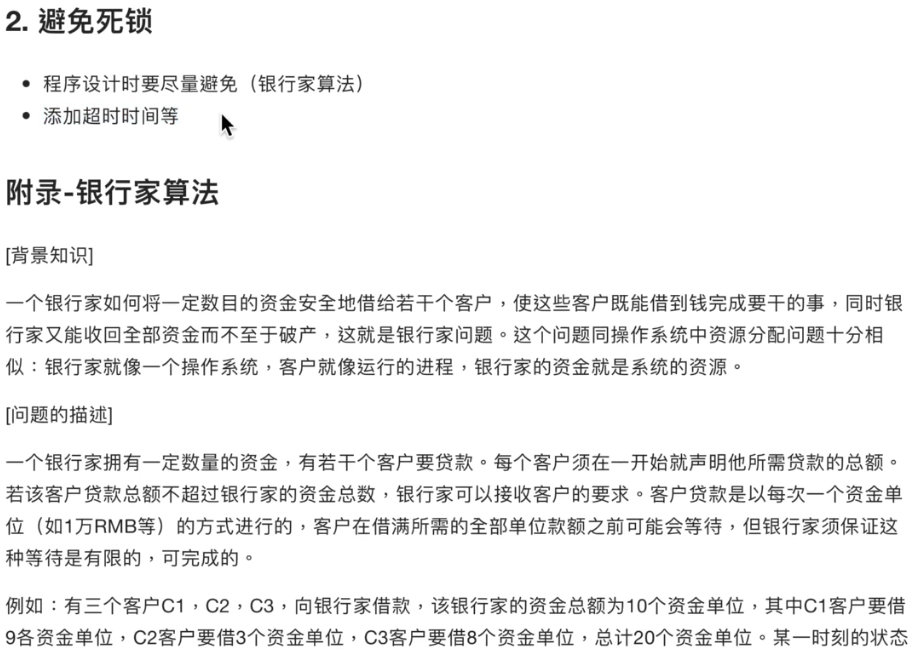 2. 避免死锁
程序设计时要尽量避免（银行家算法）
添加超时时间等
附录-银行家算法
[背景知识]
一个银行家如何将一定数目的资金安全地借给若干个客户，使这些客户既能借到钱完成要干的事，同时银
行家又能收回全部资金而不至于破产，这就是银行家问题。这个问题同操作系统中资源分配问题十分相
似：银行家就像一个操作系统，客户就像运行的进程，银行家的资金就是系统的资源。
[问题的描述]
一个银行家拥有一定数量的资金，有若干个客户要贷款。每个客户须在一开始就声明他所需贷款的总额。
若该客户贷款总额不超过银行家的资金总数，银行家可以接收客户的要求。客户贷款是以每次一个资金单
位（如1万RMB等）的方式进行的，客户在借满所需的全部单位款额之前可能会等待，但银行家须保证这
种等待是有限的，可完成的。
例如：有三个客户C1，C2，C3，向银行家借款，该银行家的资金总额为10个资金单位，其中C1客户要借
9各资金单位，C2客户要借3个资金单位，C3客户要借8个资金单位，总计20个资金单位。某一时刻的状态